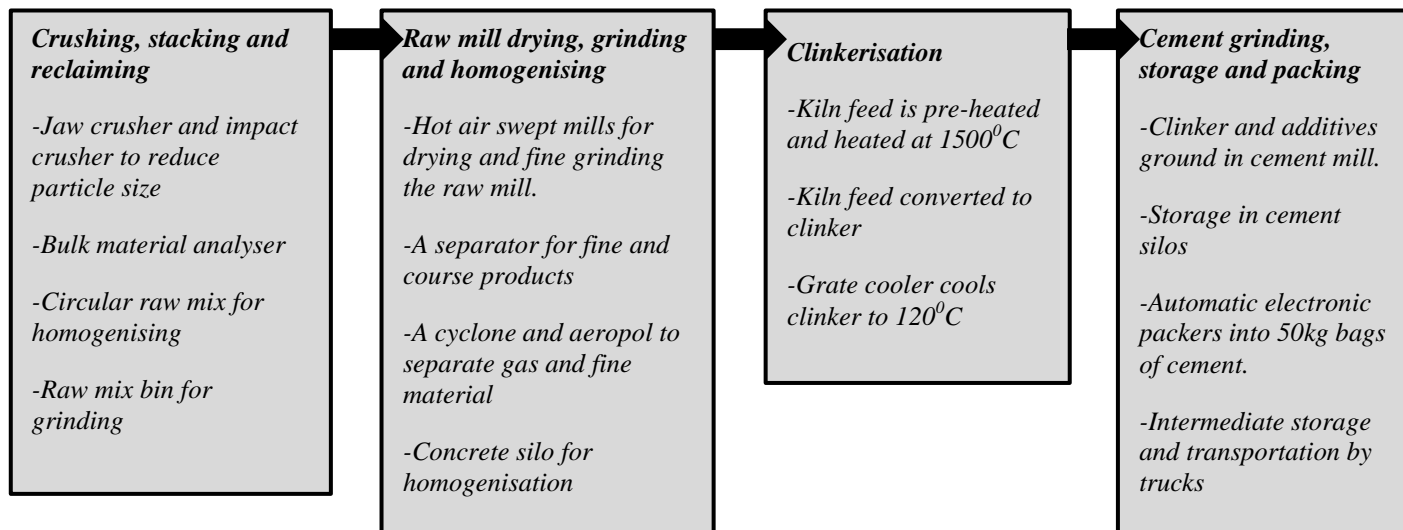 Crushing, stacking and
reclaiming
-Jaw crusher and impact
crusher to reduce
particle size
-Bulk material analyser
-Circular raw mix for
homogenising
-Raw mix bin for
grinding
Raw mill drying, grinding
and homogenising
-Hot air swept mills for
drying and fine grinding
the raw mill.
-A separator for fine and
course products
-A cyclone and aeropol to
separate gas and fine
material
-Concrete silo for
homogenisation
Clinkerisation
-Kiln feed is pre-heated
and heated at 1500⁰C
-Kiln feed converted to
clinker
-Grate cooler cools
clinker to 120⁰C
Cement grinding,
storage and packing
-Clinker and additives
ground in cement mill.
-Storage in cement
silos
-Automatic electronic
packers into 50kg bags
of cement.
-Intermediate storage
and transportation by
trucks